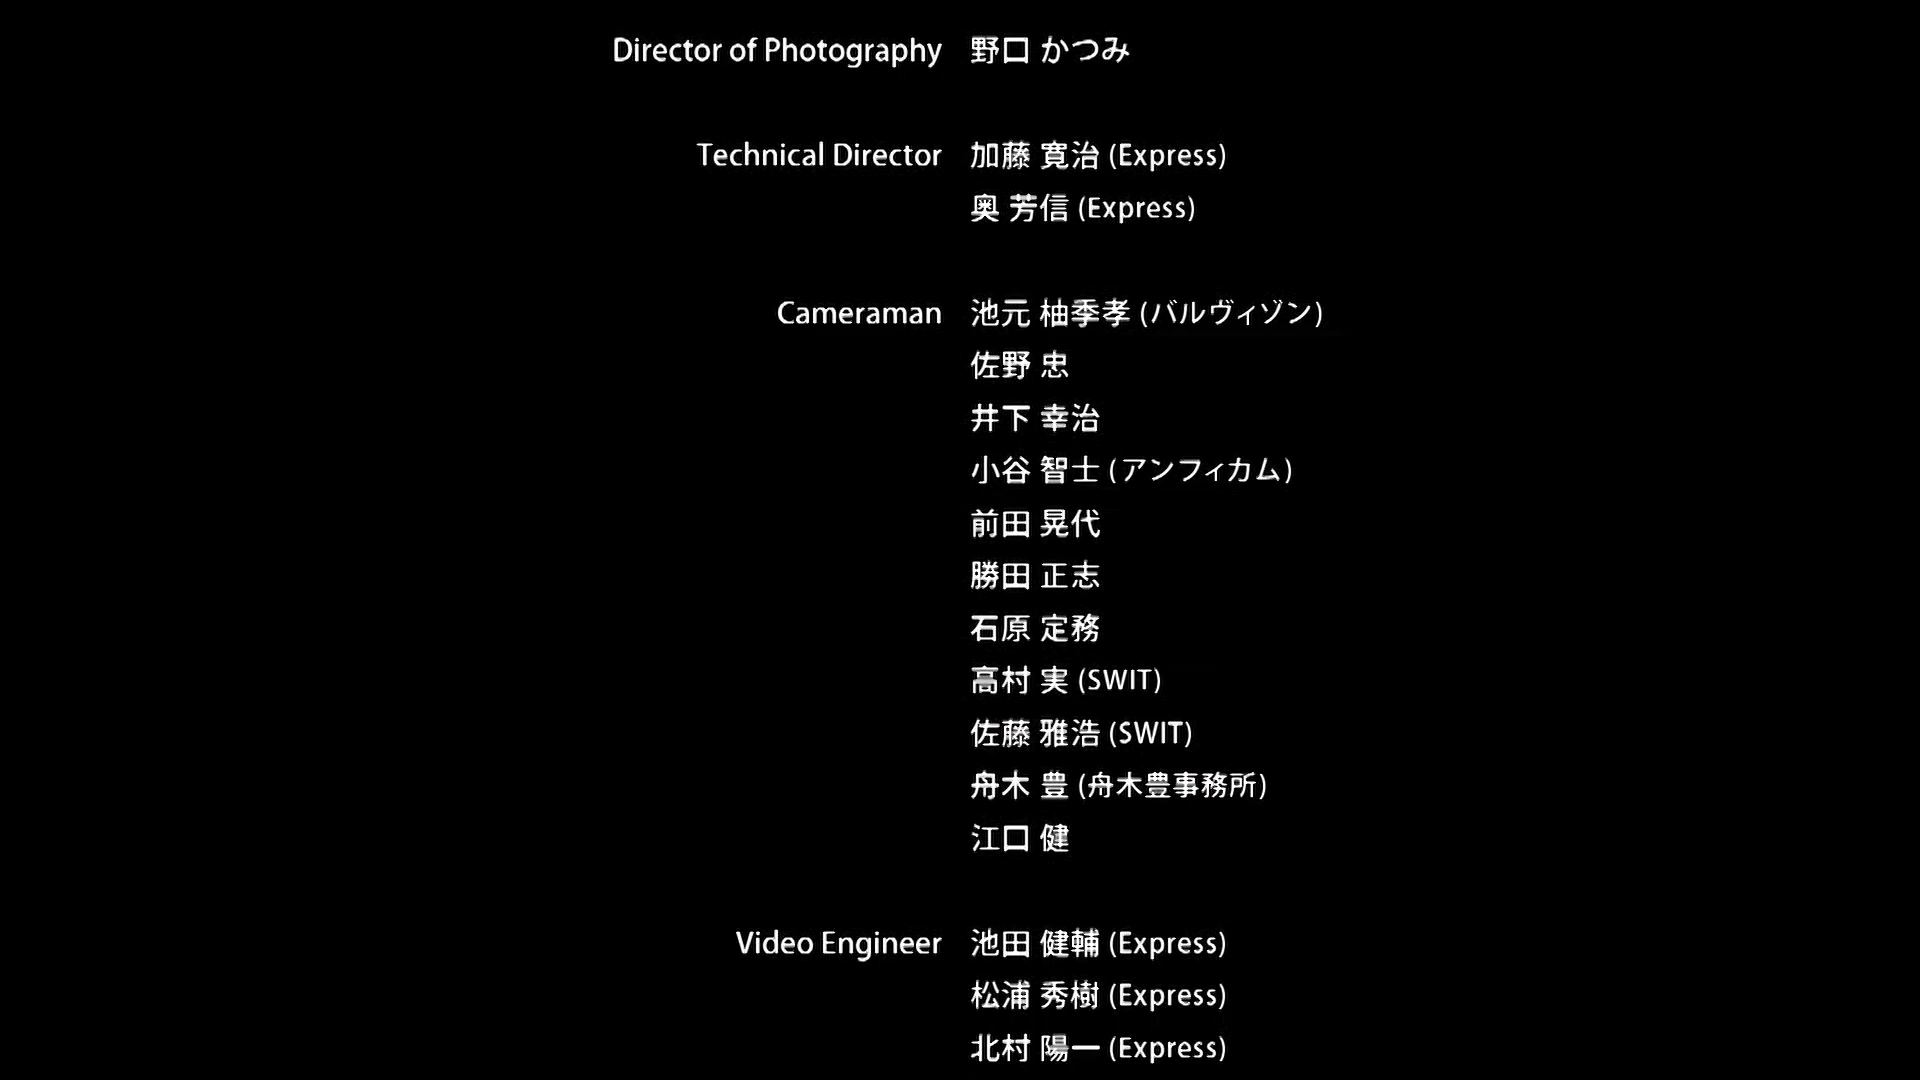 Director of Photography 野口 かつみ
Technical Director 加藤 寛治 (Express)
奥 芳信 (Express)
Cameraman 池元 柚季孝 (バルヴィゾン)
佐野 忠
井下 幸治
小谷 智士 (アンフィカム)
前田 晃代
勝田 正志
石原 定務
高村 実 (SWIT)
佐藤 雅浩 (SWIT)
舟木 豊 (舟木豊事務所)
江口 健
Video Engineer 池田 健輔 (Express)
松浦 秀樹 (Express)
北村 陽一 (Express)